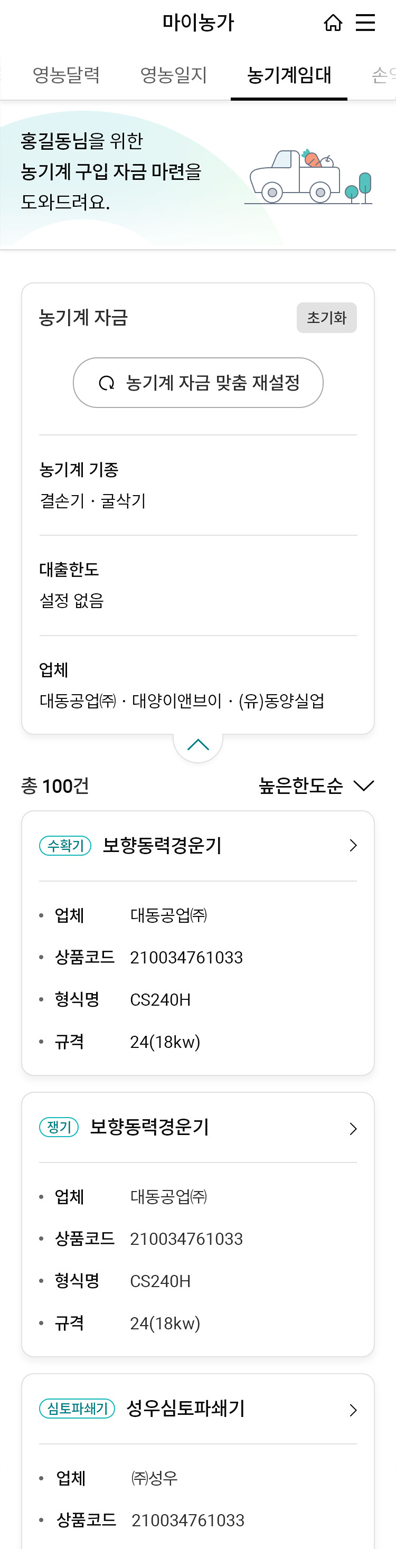 마이농가
영농달력 영농일지 농기계임대
홍길동님을 위한
농기계 구입 자금 마련을
도와드려요.
농기계 자금 초기화
농기계 자금 맞춤 재설정
농기계 기종
결손기 · 굴삭기
대출한도
설정 없음
업체
대동공업㈜ · 대양이앤브이 · (유)동양실업
총 100건 높은한도순
수확기 보향동력경운기
• 업체 대동공업㈜
• 상품코드 210034761033
• 형식명 CS240H
• 규격 24(18kw)
쟁기 보향동력경운기
• 업체 대동공업㈜
• 상품코드 210034761033
• 형식명 CS240H
• 규격 24(18kw)
심토파쇄기 성우심토파쇄기
• 업체 ㈜성우
• 상품코드 210034761033